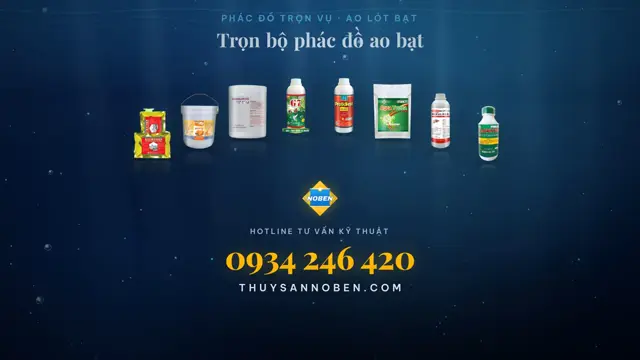 PHÁC ĐỒ TRỌN VỤ · AO LÓT BẠT
Trọn bộ phác đồ ao bạt
NOBEN
HOTLINE TƯ VẤN KỸ THUẬT
0934 246 420
THUYSANNOBEN.COM